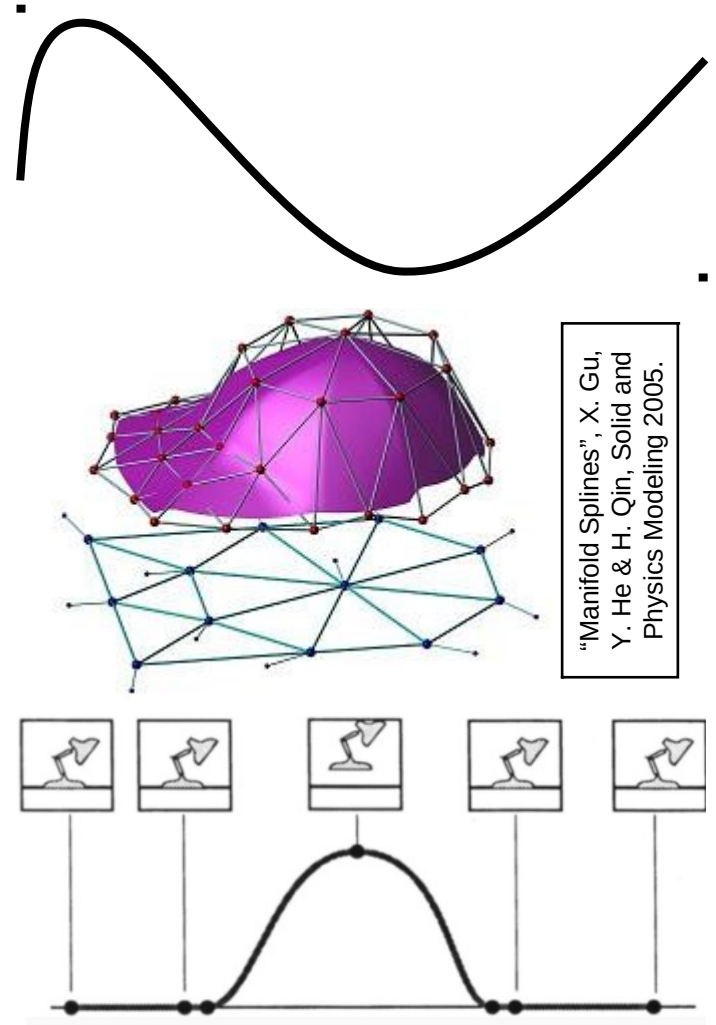 “Manifold Splines”, X. Gu,
Y. He & H. Qin, Solid and
Physics Modeling 2005.